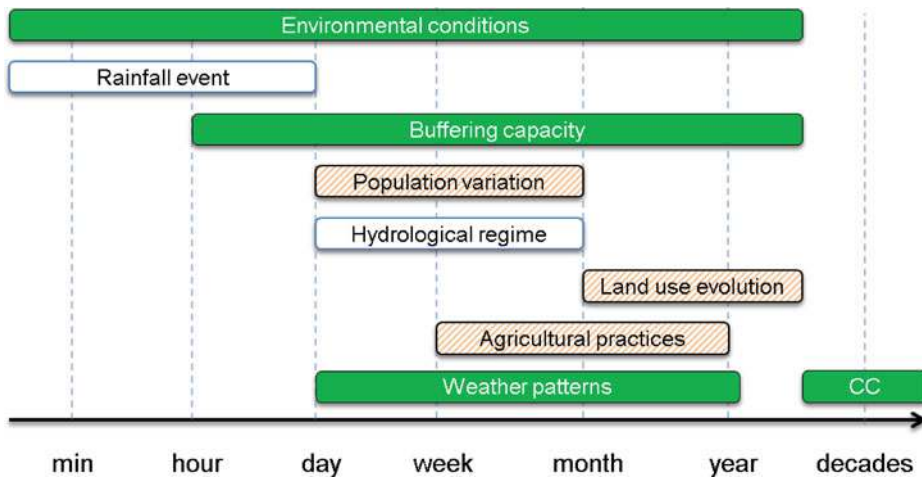 Environmental conditions
Rainfall event
Buffering capacity
Population variation
Hydrological regime
Land use evolution
Agricultural practices
Weather patterns
CC
min
hour
day
week
month
year
decades